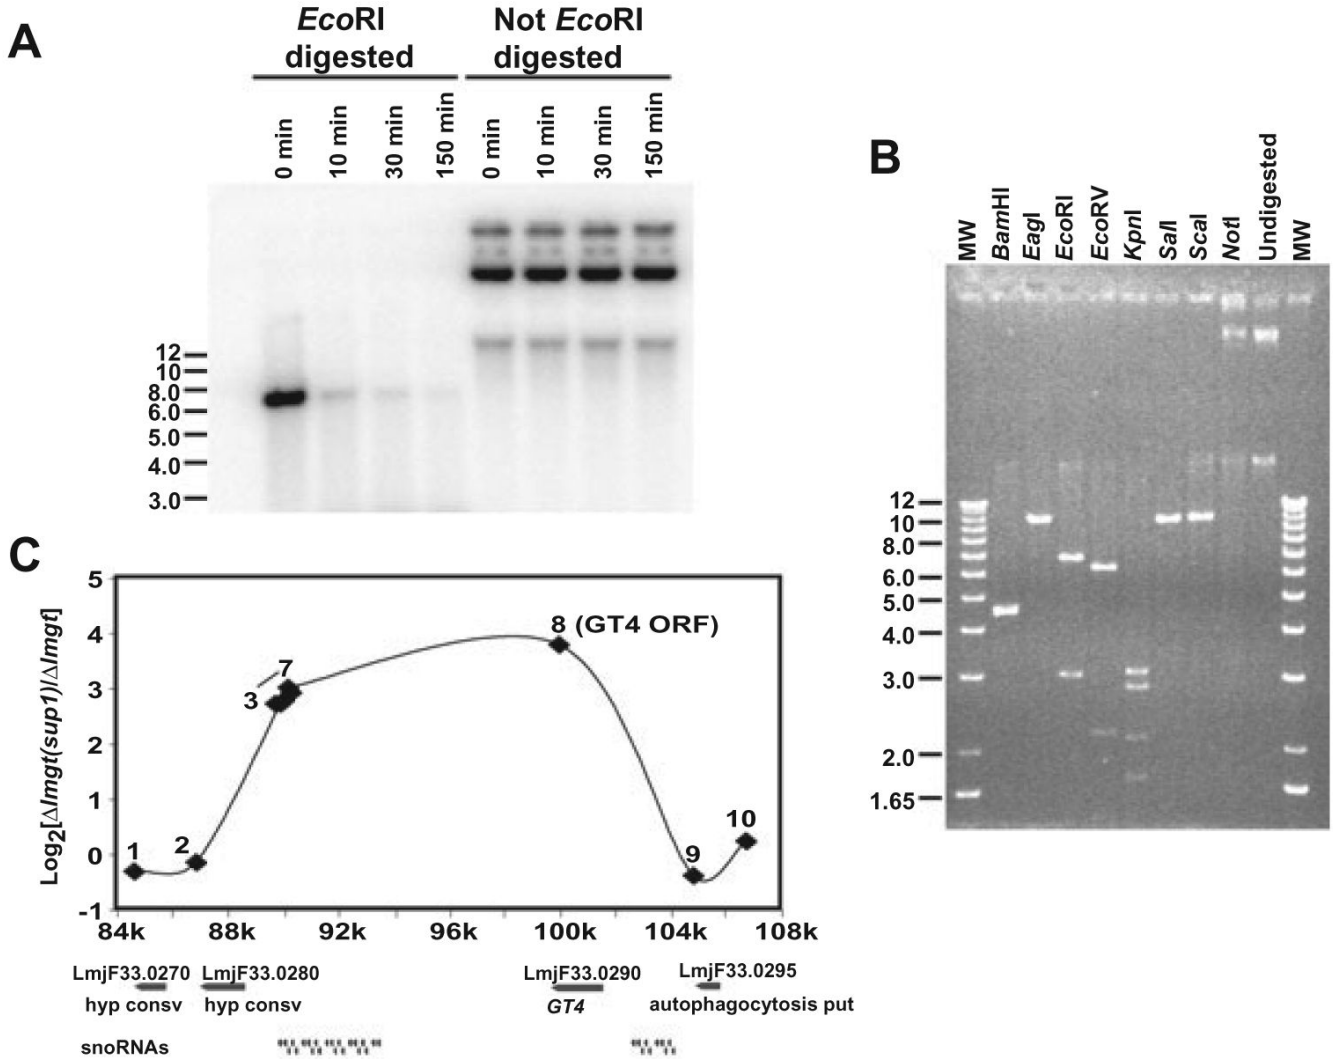 A
EcoRI digested
Not EcoRI digested
0 min
10 min
30 min
150 min
0 min
10 min
30 min
150 min
12
10
8.0
6.0
5.0
4.0
3.0
B
MW
BamHI
EagI
EcoRI
EcoRV
KpnI
SalI
ScaI
NotI
Undigested
MW
12
10
8.0
6.0
5.0
4.0
3.0
2.0
1.65
C
Log2[Δlmgt(sup1)/Δlmgt]
5
4
3
2
1
0
-1
1
2
3
7
8 (GT4 ORF)
9
10
84k
88k
92k
96k
100k
104k
108k
LmjF33.0270
LmjF33.0280
LmjF33.0290
LmjF33.0295
hyp consv
hyp consv
GT4
autophagocytosis put
snoRNAs